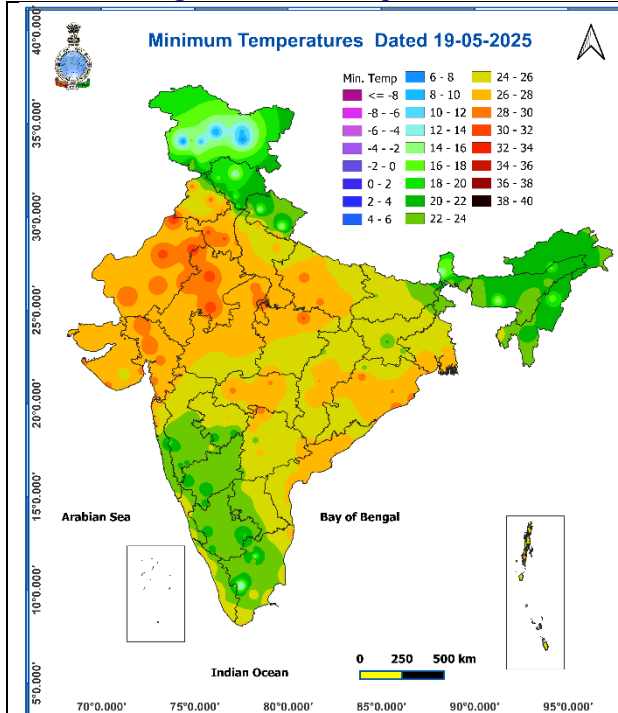 Minimum Temperatures Dated 19-05-2025
Min. Temp
<= -8
-8 - -6
-6 - -4
-4 - -2
-2 - 0
0 - 2
2 - 4
4 - 6
6 - 8
8 - 10
10 - 12
12 - 14
14 - 16
16 - 18
18 - 20
20 - 22
22 - 24
24 - 26
26 - 28
28 - 30
30 - 32
32 - 34
34 - 36
36 - 38
38 - 40
40°0.000'
35°0.000'
30°0.000'
25°0.000'
20°0.000'
15°0.000'
10°0.000'
5°0.000'
Arabian Sea
Bay of Bengal
Indian Ocean
0 250 500 km
70°0.000' 75°0.000' 80°0.000' 85°0.000' 90°0.000' 95°0.000'